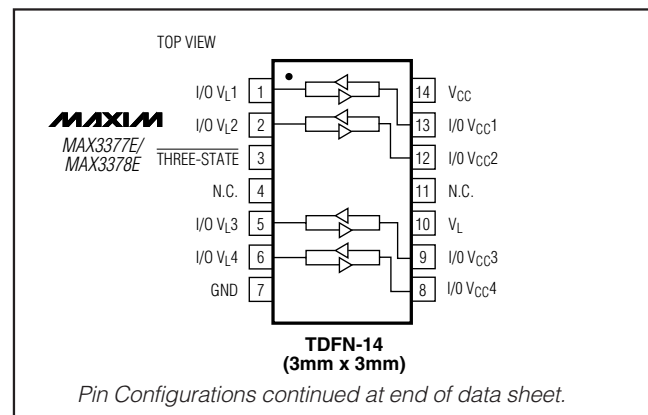 TOP VIEW
MAXIM
MAX3377E/
MAX3378E
I/O VL1 1
I/O VL2 2
THREE-STATE 3
N.C. 4
I/O VL3 5
I/O VL4 6
GND 7
14 VCC
13 I/O VCC1
12 I/O VCC2
11 N.C.
10 VL
9 I/O VCC3
8 I/O VCC4
TDFN-14
(3mm x 3mm)
Pin Configurations continued at end of data sheet.